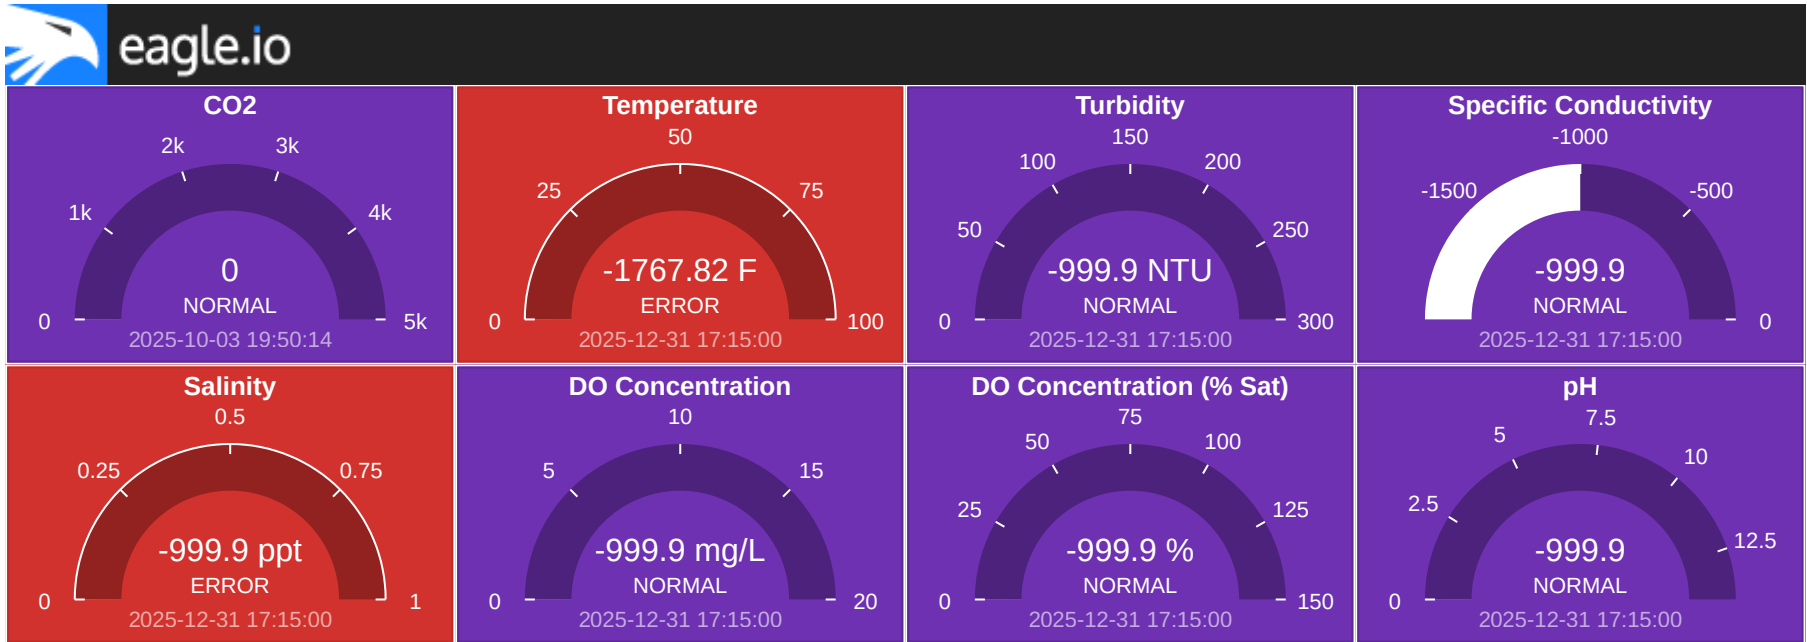 eagle.io
CO2
2k
3k
1k
4k
0
NORMAL
0
5k
2025-10-03 19:50:14
Temperature
50
25
75
-1767.82 F
ERROR
0
100
2025-12-31 17:15:00
Turbidity
150
100
200
50
250
-999.9 NTU
NORMAL
0
300
2025-12-31 17:15:00
Specific Conductivity
-1000
-1500
-500
-999.9
NORMAL
0
2025-12-31 17:15:00
Salinity
0.5
0.25
0.75
-999.9 ppt
ERROR
0
1
2025-12-31 17:15:00
DO Concentration
10
5
15
-999.9 mg/L
NORMAL
0
20
2025-12-31 17:15:00
DO Concentration (% Sat)
75
50
100
25
125
-999.9 %
NORMAL
0
150
2025-12-31 17:15:00
pH
7.5
5
10
2.5
12.5
-999.9
NORMAL
0
2025-12-31 17:15:00